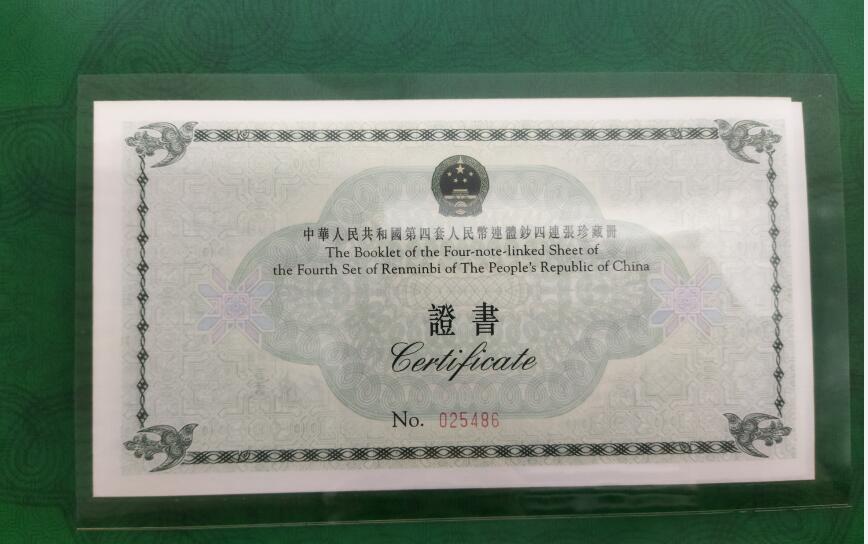 中華人民共和國第四套人民幣連體鈔四連張珍藏冊
The Booklet of the Four-note-linked Sheet of
the Fourth Set of Renminbi of The People's Republic of China
證書
Certificate
No. 025486